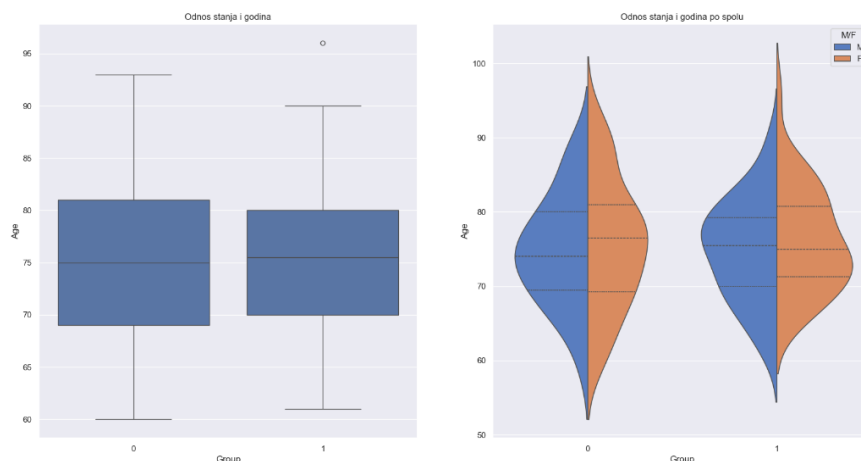 Odnos stanja i godina
Age
95
90
85
80
75
70
65
60
0
1
Group
Odnos stanja i godina po spolu
M/F
M
F
Age
100
90
80
70
60
50
0
1
Group